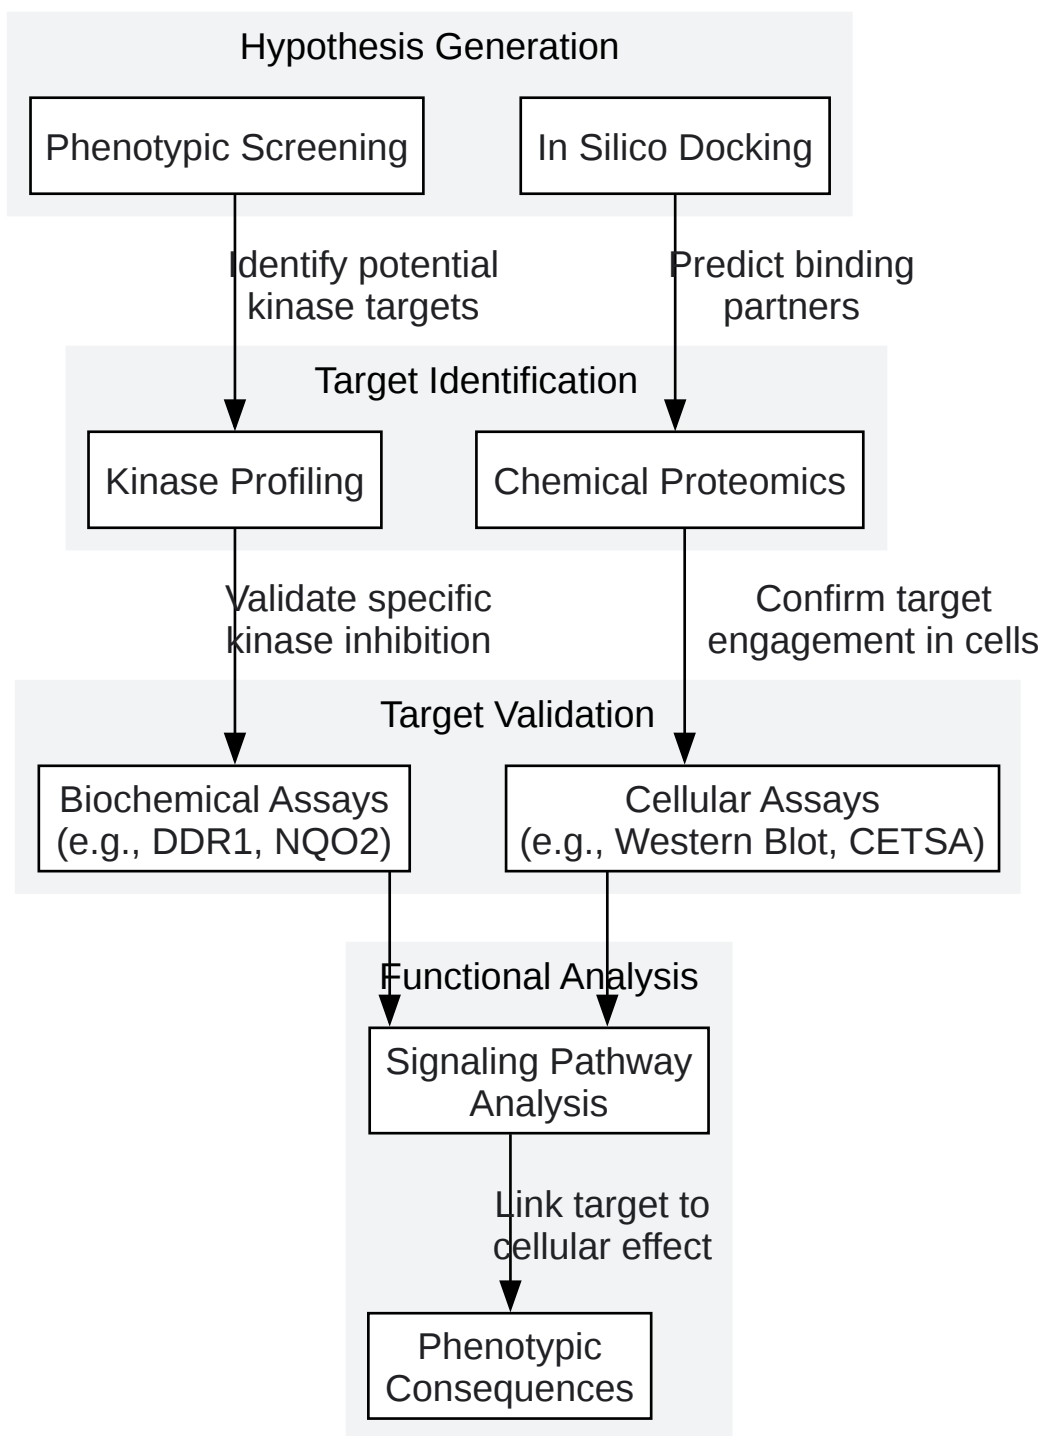 Hypothesis Generation
Phenotypic Screening
In Silico Docking
Identify potential
kinase targets
Predict binding
partners
Target Identification
Kinase Profiling
Chemical Proteomics
Validate specific
kinase inhibition
Confirm target
engagement in cells
Target Validation
Biochemical Assays
(e.g., DDR1, NQO2)
Cellular Assays
(e.g., Western Blot, CETSA)
Functional Analysis
Signaling Pathway
Analysis
Link target to
cellular effect
Phenotypic
Consequences